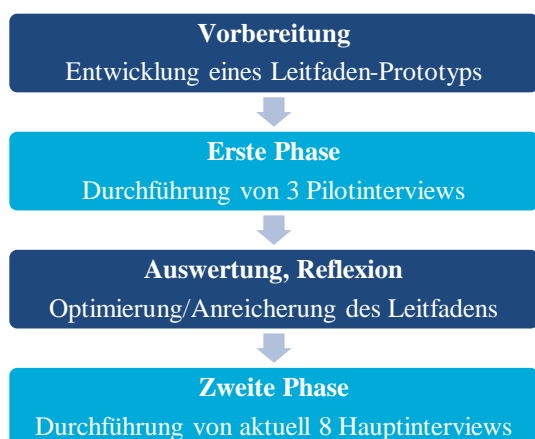 Vorbereitung
Entwicklung eines Leitfaden-Prototyps
Erste Phase
Durchführung von 3 Pilotinterviews
Auswertung, Reflexion
Optimierung/Anreicherung des Leitfadens
Zweite Phase
Durchführung von aktuell 8 Hauptinterviews